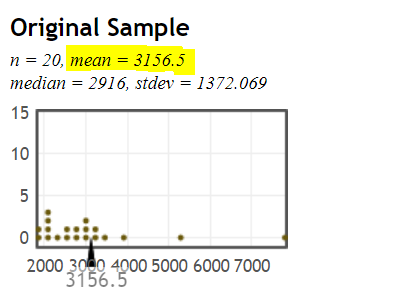 Original Sample
n = 20, mean = 3156.5
median = 2916, stdev = 1372.069
15
10
5
0
2000 3000 4000 5000 6000 7000
3156.5